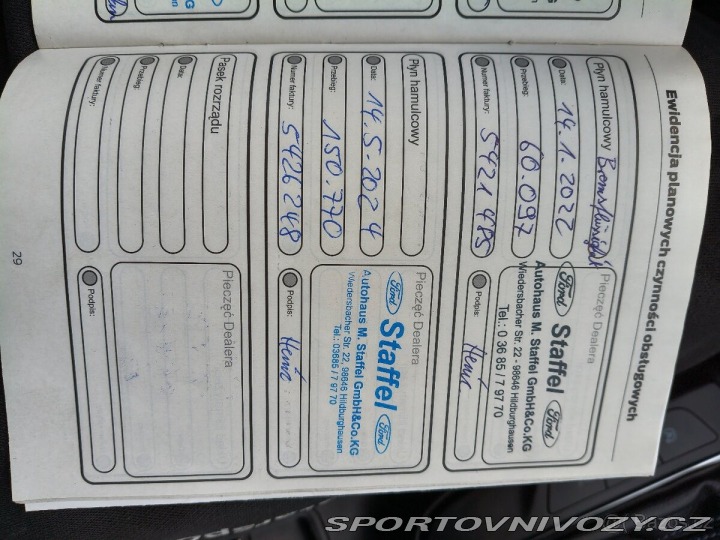 Ewidencja planowych czynności obsługowych
Płyn hamulcowy Bremsflüssigkeit
Data: 14.1.2022
Przebieg: 60.097
Numer faktury: 5421485
Pieczęć Dealera
Ford Staffel Ford
Autohaus M. Staffel GmbH&Co.KG
Wiedersbacher Str. 22 - 98646 Hildburghausen
Tel.: 0 36 85 / 7 97 70
Podpis:
Płyn hamulcowy
Data: 14.5.2024
Przebieg: 150.770
Numer faktury: 5426248
Pieczęć Dealera
Ford Staffel Ford
Autohaus M. Staffel GmbH&Co.KG
Wiedersbacher Str. 22, 98646 Hildburghausen
Tel.: 03685 / 7 97 70
Podpis:
Pasek rozrządu
Data:
Przebieg:
Numer faktury:
Pieczęć Dealera
Podpis:
29
SPORTOVNIVOZY.CZ